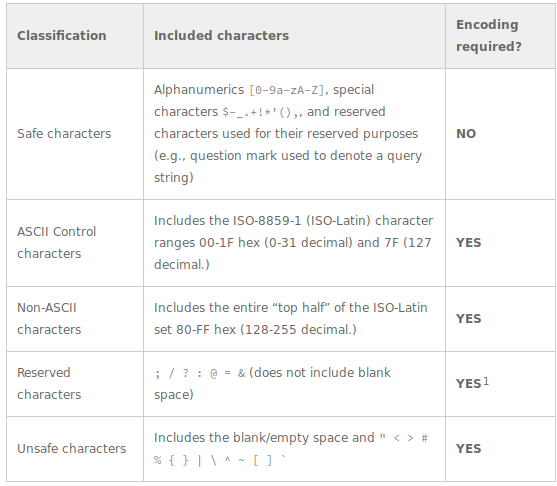 Classification
Included characters
Encoding
required?
Safe characters
Alphanumerics [0-9a-zA-Z], special
characters $-_.+!*'(),, and reserved
characters used for their reserved purposes
(e.g., question mark used to denote a query
string)
NO
ASCII Control
characters
Includes the ISO-8859-1 (ISO-Latin) character
ranges 00-1F hex (0-31 decimal) and 7F (127
decimal.)
YES
Non-ASCII
characters
Includes the entire “top half” of the ISO-Latin
set 80-FF hex (128-255 decimal.)
YES
Reserved
characters
; / ? : @ = & (does not include blank
space)
YES1
Unsafe characters
Includes the blank/empty space and " < > #
% { } | \ ^ ~ [ ] `
YES